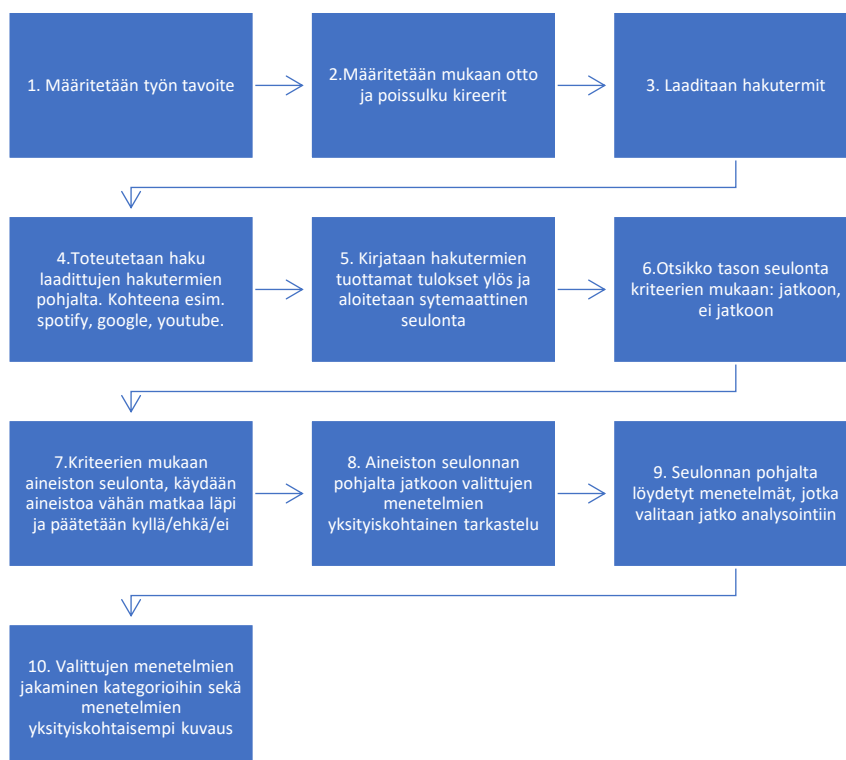 1. Määritetään työn tavoite
2.Määritetään mukaan otto
ja poissulku kireerit
3. Laaditaan hakutermit
4.Toteutetaan haku
laadittujen hakutermien
pohjalta. Kohteena esim.
spotify, google, youtube.
5. Kirjataan hakutermien
tuottamat tulokset ylös ja
aloitetaan sytemaattinen
seulonta
6.Otsikko tason seulonta
kriteerien mukaan: jatkoon,
ei jatkoon
7.Kriteerien mukaan
aineiston seulonta, käydään
aineistoa vähän matkaa läpi
ja päätetään kyllä/ehkä/ei
8. Aineiston seulonnan
pohjalta jatkoon valittujen
menetelmien
yksityiskohtainen tarkastelu
9. Seulonnan pohjalta
löydetyt menetelmät, jotka
valitaan jatko analysointiin
10. Valittujen menetelmien
jakaminen kategorioihin sekä
menetelmien
yksityiskohtaisempi kuvaus